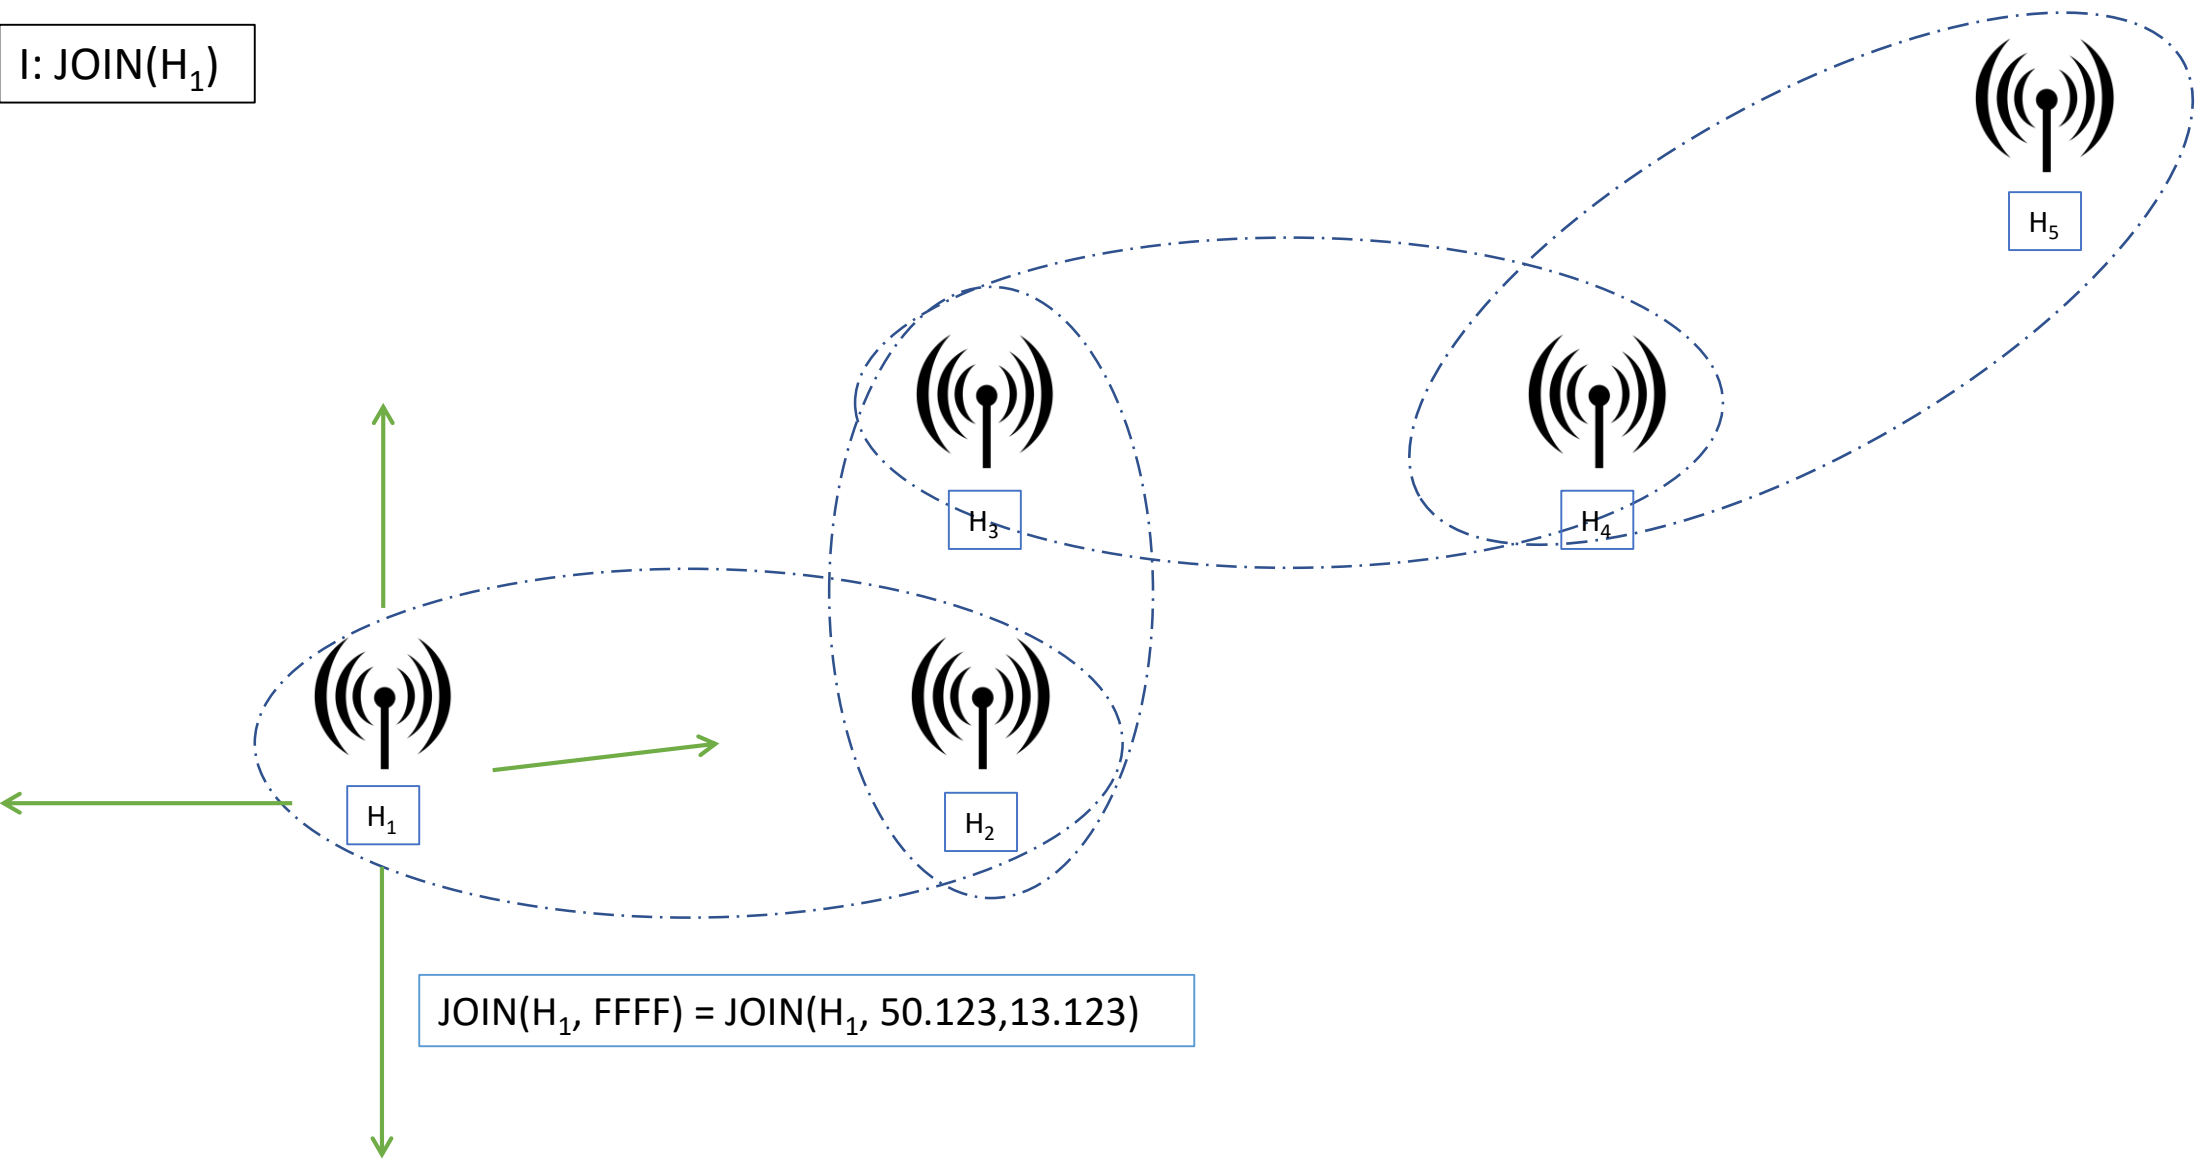 I: JOIN(H₁)
H₅
H₃
H₄
H₁
H₂
JOIN(H₁, FFFF) = JOIN(H₁, 50.123,13.123)